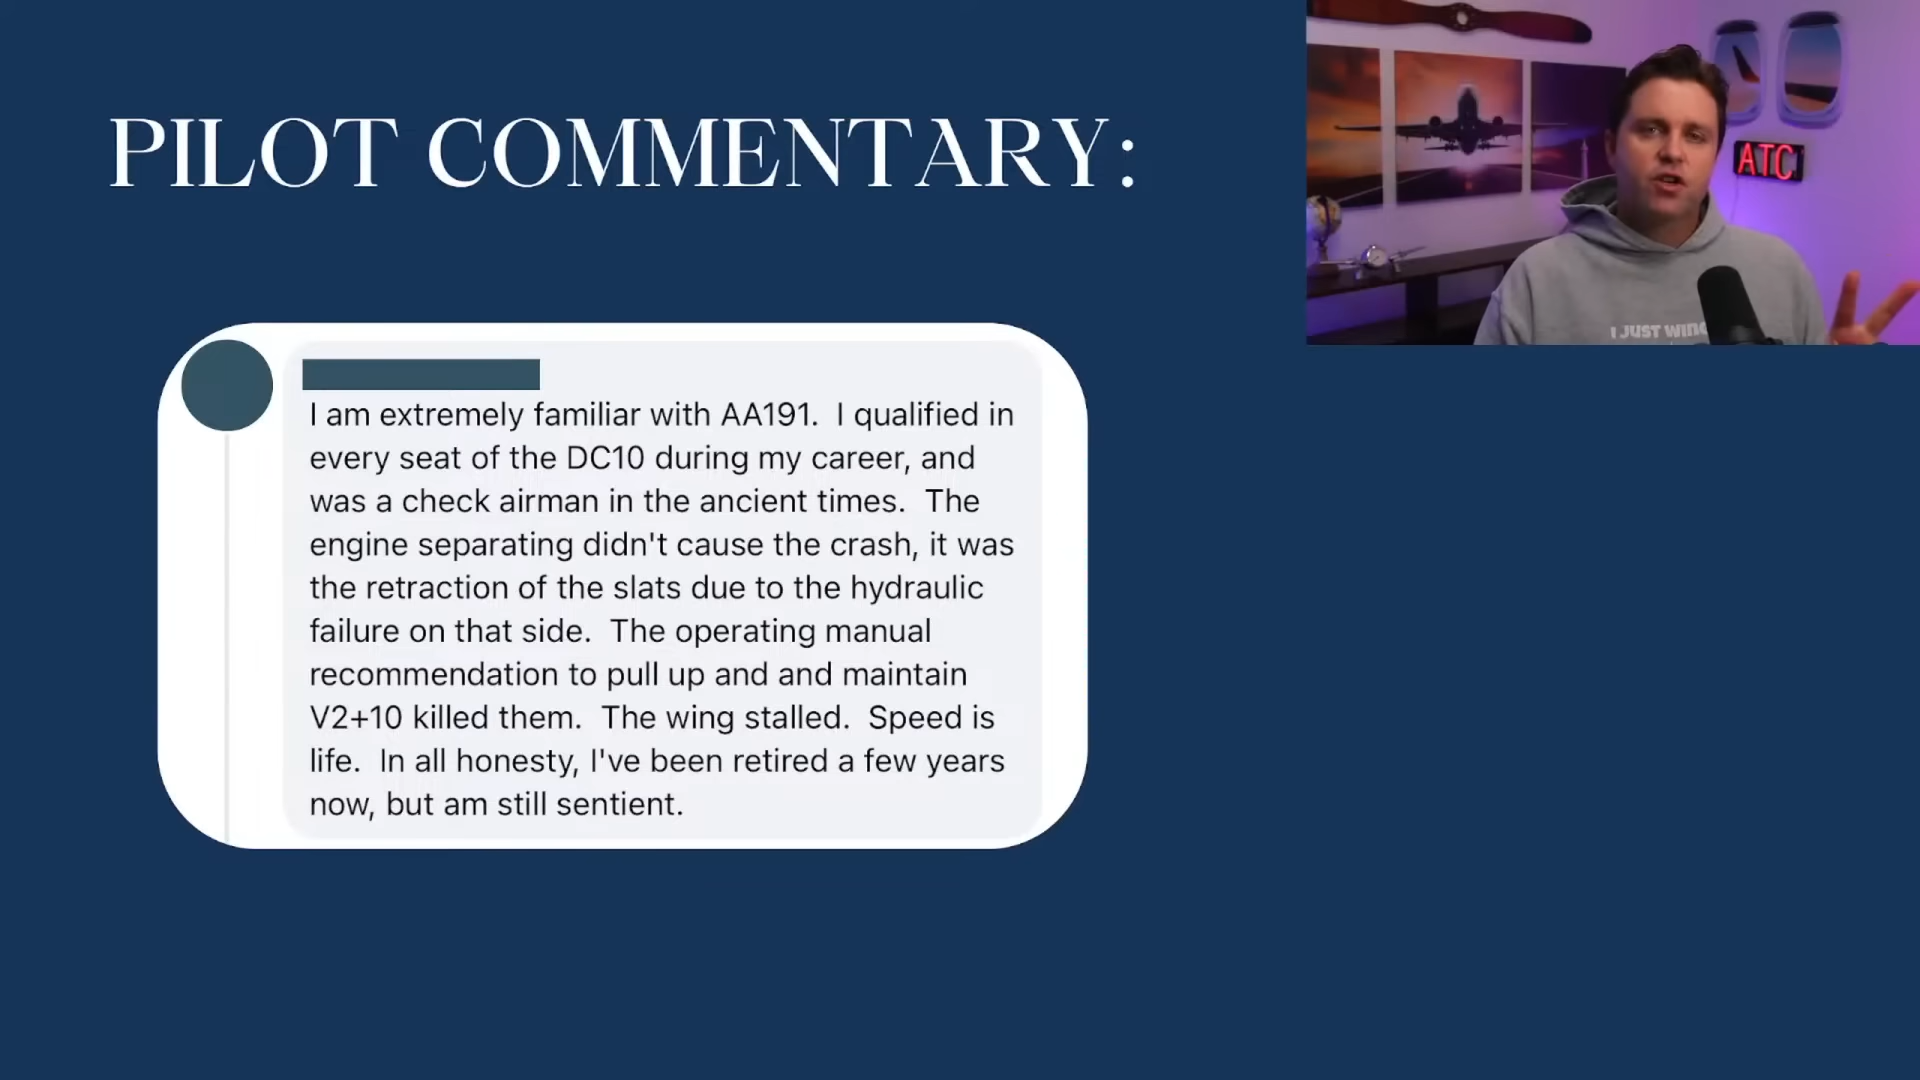 PILOT COMMENTARY:
ATC
I JUST WING
I am extremely familiar with AA191.  I qualified in
every seat of the DC10 during my career, and
was a check airman in the ancient times.  The
engine separating didn't cause the crash, it was
the retraction of the slats due to the hydraulic
failure on that side.  The operating manual
recommendation to pull up and and maintain
V2+10 killed them.  The wing stalled.  Speed is
life.  In all honesty, I've been retired a few years
now, but am still sentient.